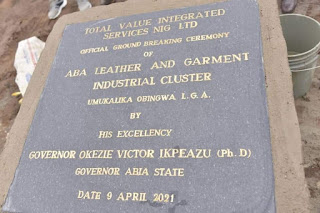 TOTAL VALUE INTEGRATED
SERVICES NIG LTD
OFFICIAL GROUND BREAKING CEREMONY
OF
ABA LEATHER AND GARMENT
INDUSTRIAL CLUSTER
UMUKALIKA OBINGWA L.G.A.
BY
HIS EXCELLENCY
GOVERNOR OKEZIE VICTOR IKPEAZU (Ph.D)
GOVERNOR ABIA STATE
DATE 9 APRIL 2021